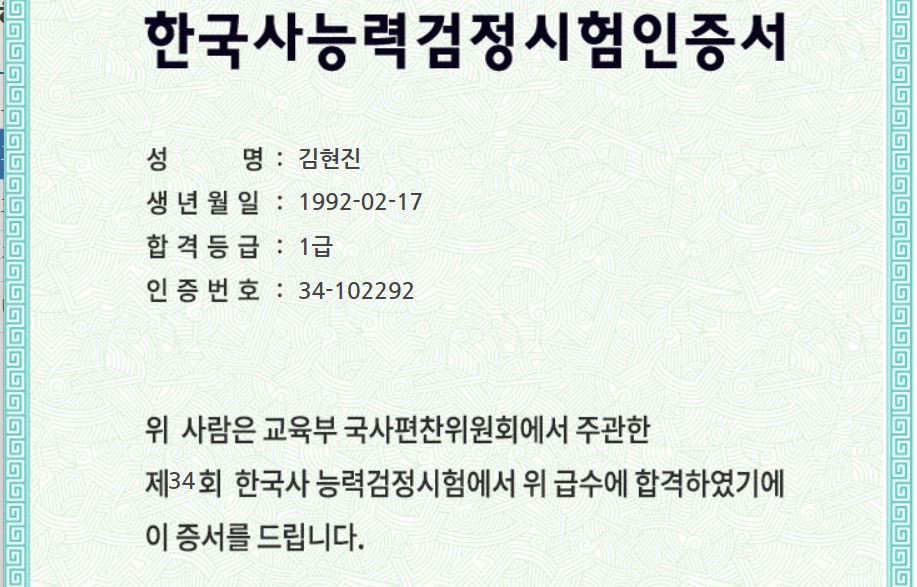 한국사능력검정시험인증서
성 명 : 김현진
생 년 월 일 : 1992-02-17
합 격 등 급 : 1급
인 증 번 호 : 34-102292
위 사람은 교육부 국사편찬위원회에서 주관한
제34회 한국사 능력검정시험에서 위 급수에 합격하였기에
이 증서를 드립니다.